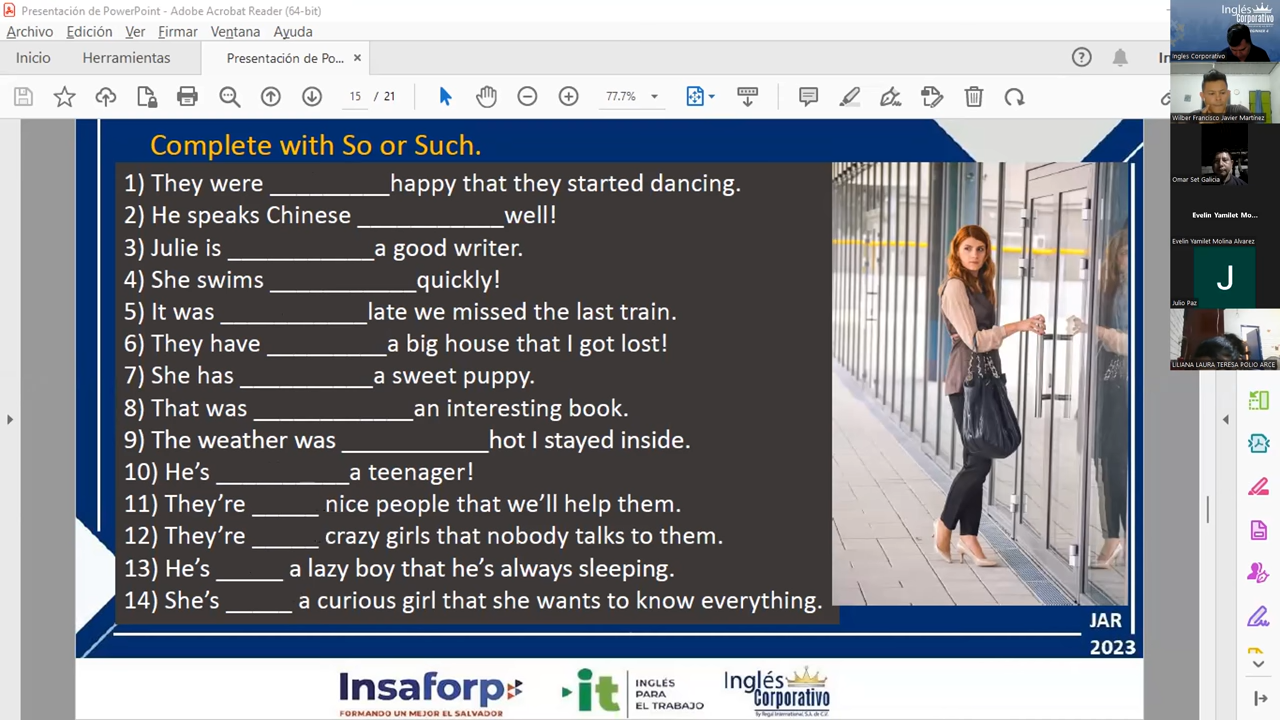 Presentación de PowerPoint - Adobe Acrobat Reader (64-bit)
Archivo Edición Ver Firmar Ventana Ayuda
Inicio Herramientas Presentación de Po... ×
15 / 21 77.7%
Complete with So or Such.
1) They were _________happy that they started dancing.
2) He speaks Chinese ___________well!
3) Julie is ___________a good writer.
4) She swims ___________quickly!
5) It was ___________late we missed the last train.
6) They have _________a big house that I got lost!
7) She has __________a sweet puppy.
8) That was ____________an interesting book.
9) The weather was ___________hot I stayed inside.
10) He's __________a teenager!
11) They're _____ nice people that we'll help them.
12) They're _____ crazy girls that nobody talks to them.
13) He's _____ a lazy boy that he's always sleeping.
14) She's _____ a curious girl that she wants to know everything.
JAR
2023
Insaforp
FORMANDO UN MEJOR EL SALVADOR
it INGLÉS
PARA
EL TRABAJO
Inglés
Corporativo
Inglés
Corporativo
Ingles Corporativo
Wilber Francisco Javier Martinez
Omar Set Galicia
Evelin Yamilet Mo...
Evelin Yamilet Molina Alvarez
J
Julio Paz
LILIANA LAURA TERESA POLIO ARCE